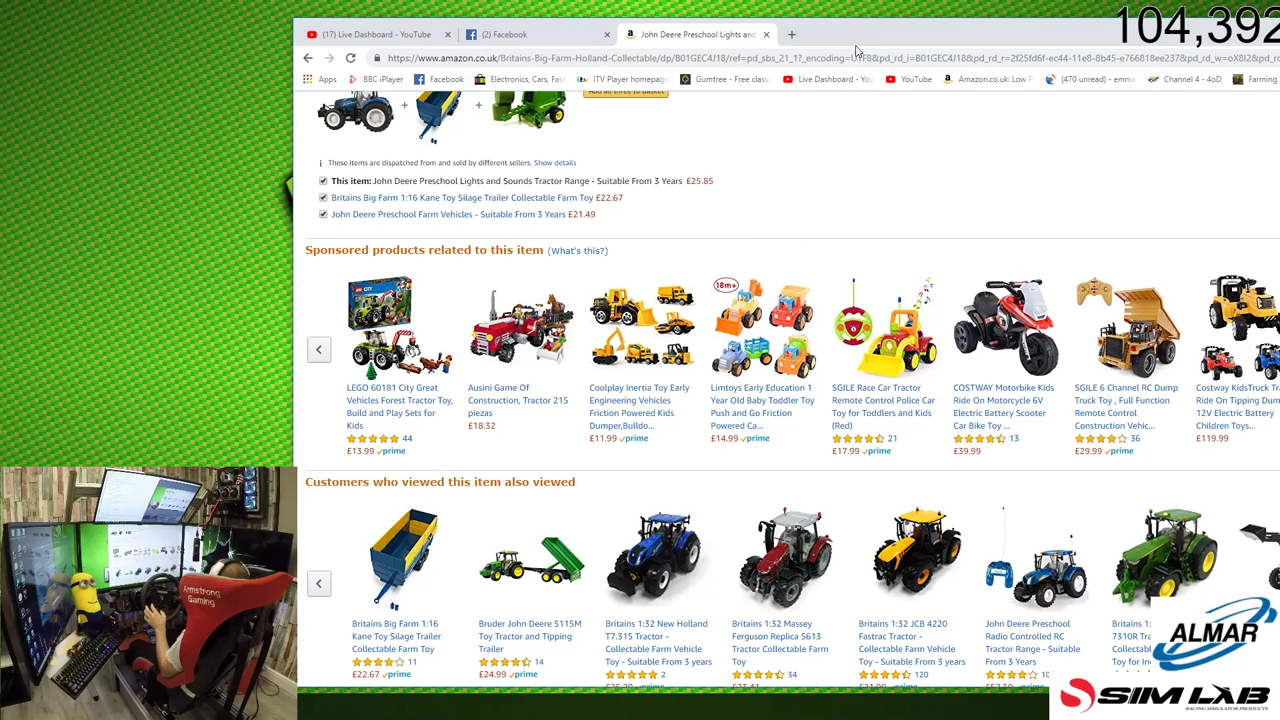 104,392
(17) Live Dashboard - YouTube
(2) Facebook
John Deere Preschool Lights and
https://www.amazon.co.uk/Britains-Big-Farm-Holland-Collectable/dp/B01GEC4J18/ref=pd_sbs_21_1?_encoding=UTF8&pd_rd_i=B01GEC4J18&pd_rd_r=2f25fd6f-ec44-11e8-8b45-e766818ee237&pd_rd_w=oX8I2&pd_rd
Apps
BBC iPlayer
Facebook
Electronics, Cars, Fas
ITV Player homepag
Gumtree - Free class
Live Dashboard - You
YouTube
Amazon.co.uk: Low P
(470 unread) - emm
Channel 4 - 4oD
Farming
Add all three to Basket
These items are dispatched from and sold by different sellers. Show details
This item: John Deere Preschool Lights and Sounds Tractor Range - Suitable From 3 Years £25.85
Britains Big Farm 1:16 Kane Toy Silage Trailer Collectable Farm Toy £22.67
John Deere Preschool Farm Vehicles - Suitable From 3 Years £21.49
Sponsored products related to this item (What's this?)
18m+
LEGO 60181 City Great
Vehicles Forest Tractor Toy,
Build and Play Sets for
Kids
44
£13.99 prime
Ausini Game Of
Construction, Tractor 215
piezas
£18.32
Coolplay Inertia Toy Early
Engineering Vehicles
Friction Powered Kids
Dumper,Bulldo...
£11.99 prime
Limtoys Early Education 1
Year Old Baby Toddler Toy
Push and Go Friction
Powered Ca...
£14.99 prime
SGILE Race Car Tractor
Remote Control Police Car
Toy for Toddlers and Kids
(Red)
21
£17.99 prime
COSTWAY Motorbike Kids
Ride On Motorcycle 6V
Electric Battery Scooter
Car Bike Toy ...
13
£39.99
SGILE 6 Channel RC Dump
Truck Toy , Full Function
Remote Control
Construction Vehic...
36
£29.99 prime
Costway KidsTruck Tra
Ride On Tipping Dum
12V Electric Battery
Children Toys...
£119.99
Customers who viewed this item also viewed
Britains Big Farm 1:16
Kane Toy Silage Trailer
Collectable Farm Toy
11
£22.67 prime
Bruder John Deere 5115M
Toy Tractor and Tipping
Trailer
14
£24.99 prime
Britains 1:32 New Holland
T7.315 Tractor -
Collectable Farm Vehicle
Toy - Suitable From 3 years
2
Britains 1:32 Massey
Ferguson Replica 5613
Tractor Collectable Farm
Toy
34
Britains 1:32 JCB 4220
Fastrac Tractor -
Collectable Farm Vehicle
Toy - Suitable From 3 Years
120
John Deere Preschool
Radio Controlled RC
Tractor Range - Suitable
From 3 Years
Britains 1:
7310R Tra
Toy for In
Armstrong
Gaming
ALMAR
SIM LAB
RACING SIMULATOR PRODUCTS